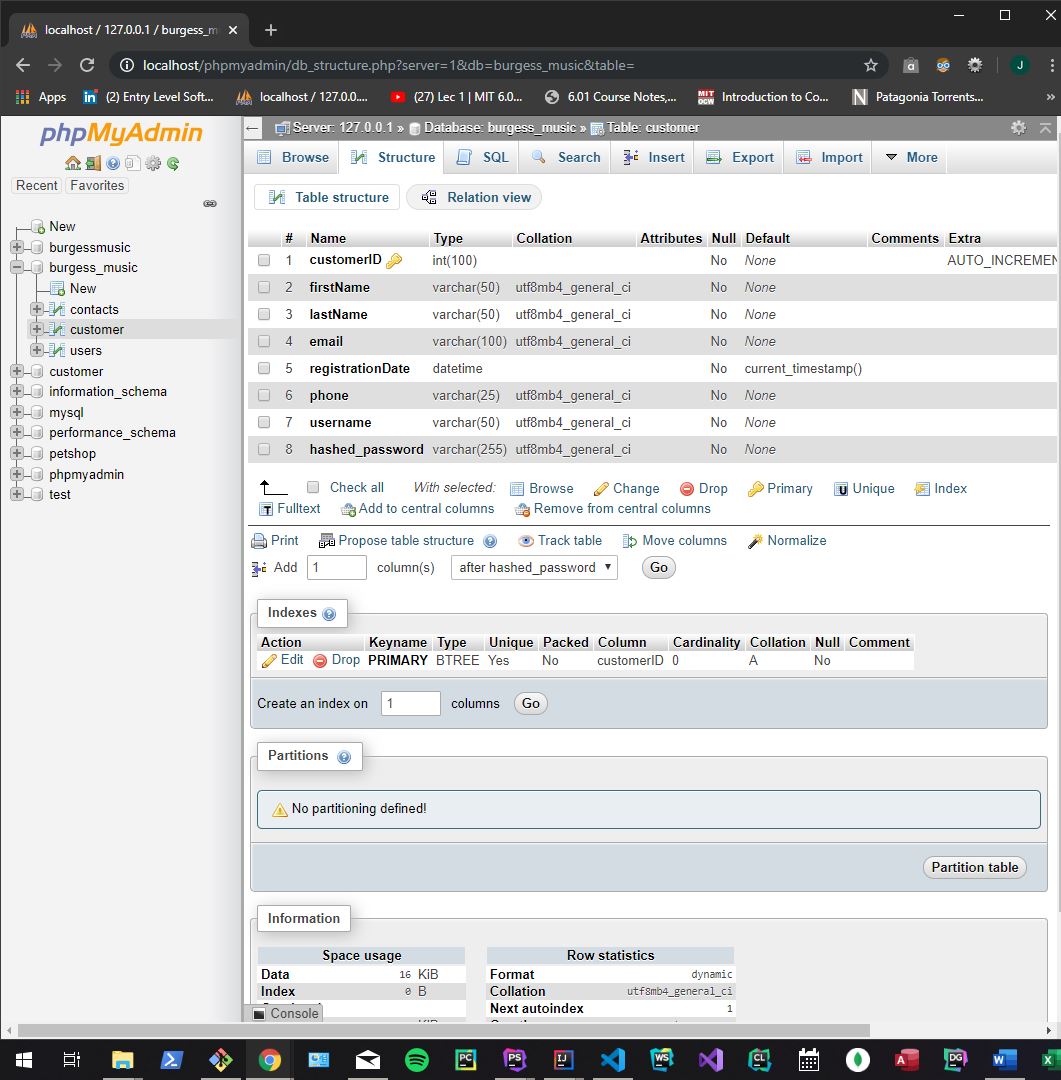 localhost / 127.0.0.1 / burgess_m
localhost/phpmyadmin/db_structure.php?server=1&db=burgess_music&table=
J
Apps (2) Entry Level Soft... localhost / 127.0.0.... (27) Lec 1 | MIT 6.0... 6.01 Course Notes,... Introduction to Co... Patagonia Torrents... »
phpMyAdmin
Recent Favorites
New
burgessmusic
burgess_music
New
contacts
customer
users
customer
information_schema
mysql
performance_schema
petshop
phpmyadmin
test
Server: 127.0.0.1 » Database: burgess_music » Table: customer
Browse Structure SQL Search Insert Export Import More
Table structure Relation view
# Name Type Collation Attributes Null Default Comments Extra
1 customerID int(100) No None AUTO_INCREMEN
2 firstName varchar(50) utf8mb4_general_ci No None
3 lastName varchar(50) utf8mb4_general_ci No None
4 email varchar(100) utf8mb4_general_ci No None
5 registrationDate datetime No current_timestamp()
6 phone varchar(25) utf8mb4_general_ci No None
7 username varchar(50) utf8mb4_general_ci No None
8 hashed_password varchar(255) utf8mb4_general_ci No None
Check all With selected: Browse Change Drop Primary Unique Index
Fulltext Add to central columns Remove from central columns
Print Propose table structure Track table Move columns Normalize
Add 1 column(s) after hashed_password Go
Indexes
Action Keyname Type Unique Packed Column Cardinality Collation Null Comment
Edit Drop PRIMARY BTREE Yes No customerID 0 A No
Create an index on 1 columns Go
Partitions
No partitioning defined!
Partition table
Information
Space usage
Data 16 KiB
Index 0 B
Row statistics
Format dynamic
Collation utf8mb4_general_ci
Next autoindex 1
Console